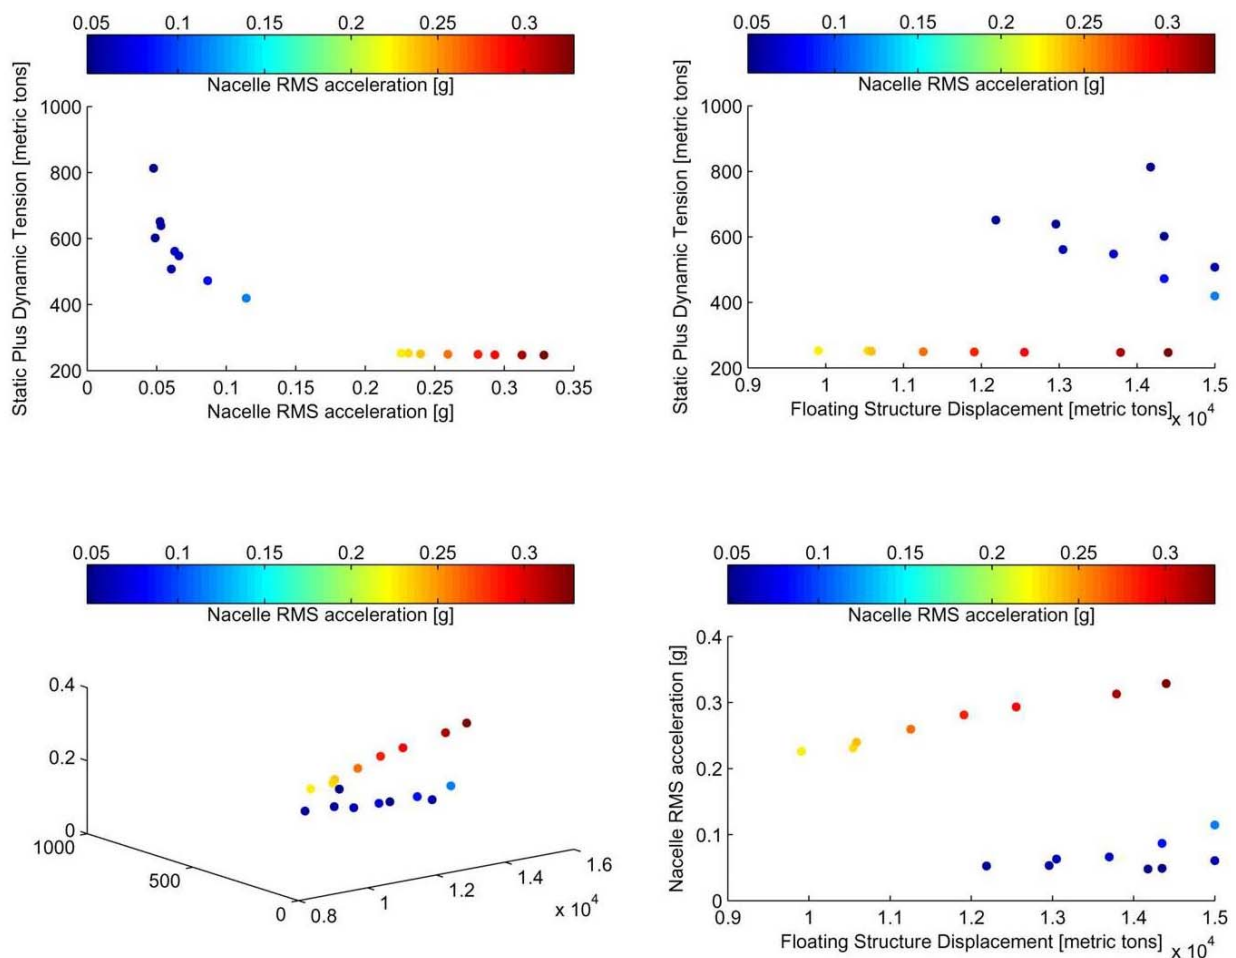 0.05 0.1 0.15 0.2 0.25 0.3
Nacelle RMS acceleration [g]
Static Plus Dynamic Tension [metric tons]
1000
800
600
400
200
0 0.05 0.1 0.15 0.2 0.25 0.3 0.35
Nacelle RMS acceleration [g]
0.05 0.1 0.15 0.2 0.25 0.3
Nacelle RMS acceleration [g]
Static Plus Dynamic Tension [metric tons]
1000
800
600
400
200
0.9 1 1.1 1.2 1.3 1.4 1.5
Floating Structure Displacement [metric tons]
x 10⁴
0.05 0.1 0.15 0.2 0.25 0.3
Nacelle RMS acceleration [g]
0.4
0.2
0
1000
500
0
0.8 1 1.2 1.4 1.6
x 10⁴
0.05 0.1 0.15 0.2 0.25 0.3
Nacelle RMS acceleration [g]
Nacelle RMS acceleration [g]
0.4
0.3
0.2
0.1
0
0.9 1 1.1 1.2 1.3 1.4 1.5
Floating Structure Displacement [metric tons]
x 10⁴